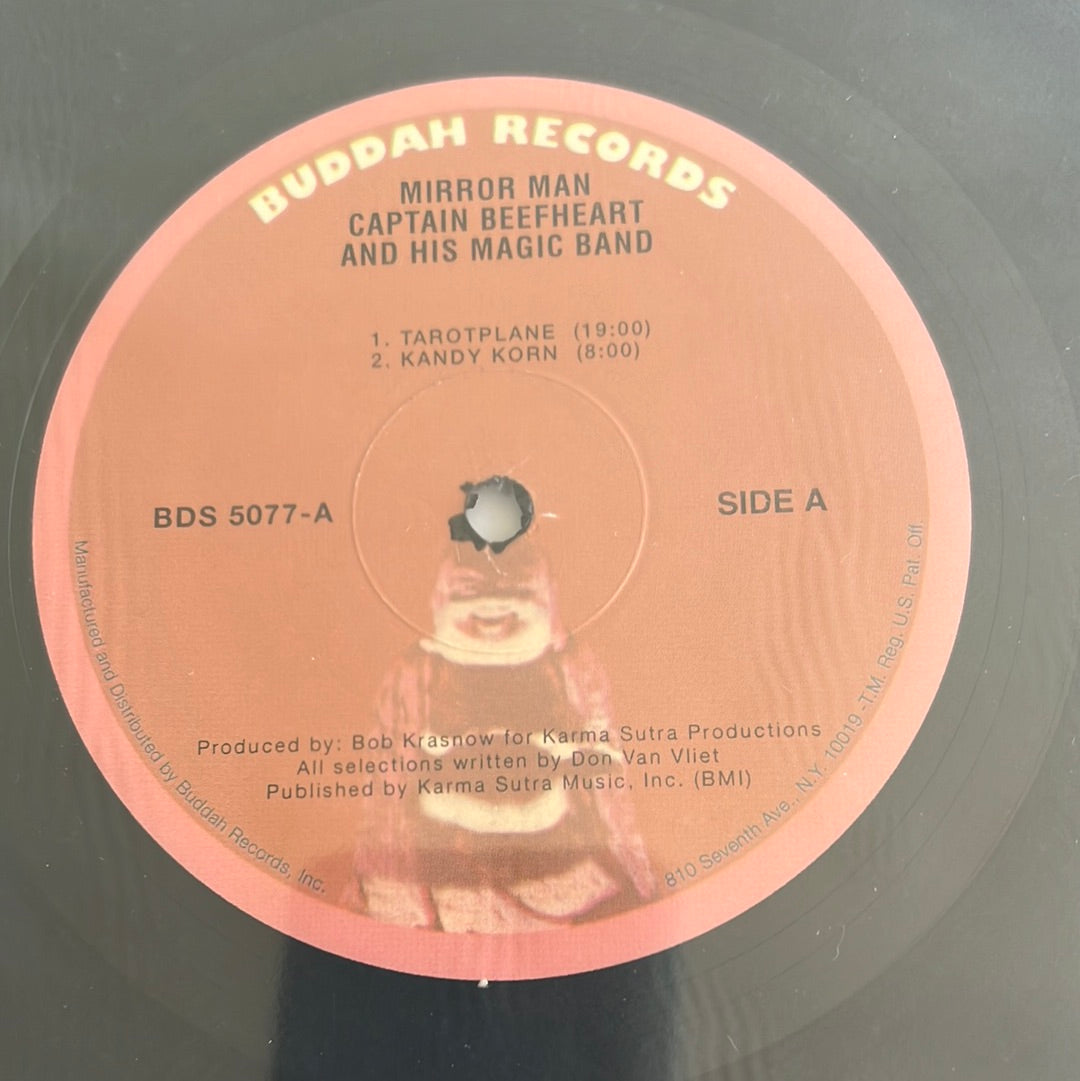 BUDDAH RECORDS
MIRROR MAN
CAPTAIN BEEFHEART
AND HIS MAGIC BAND
1. TAROTPLANE (19:00)
2. KANDY KORN (8:00)
BDS 5077-A
SIDE A
Produced by: Bob Krasnow for Karma Sutra Productions
All selections written by Don Van Vliet
Published by Karma Sutra Music, Inc. (BMI)
Manufactured and Distributed by Buddah Records, Inc.
810 Seventh Ave., N.Y. 10019 -T.M. Reg. U.S. Pat. Off.